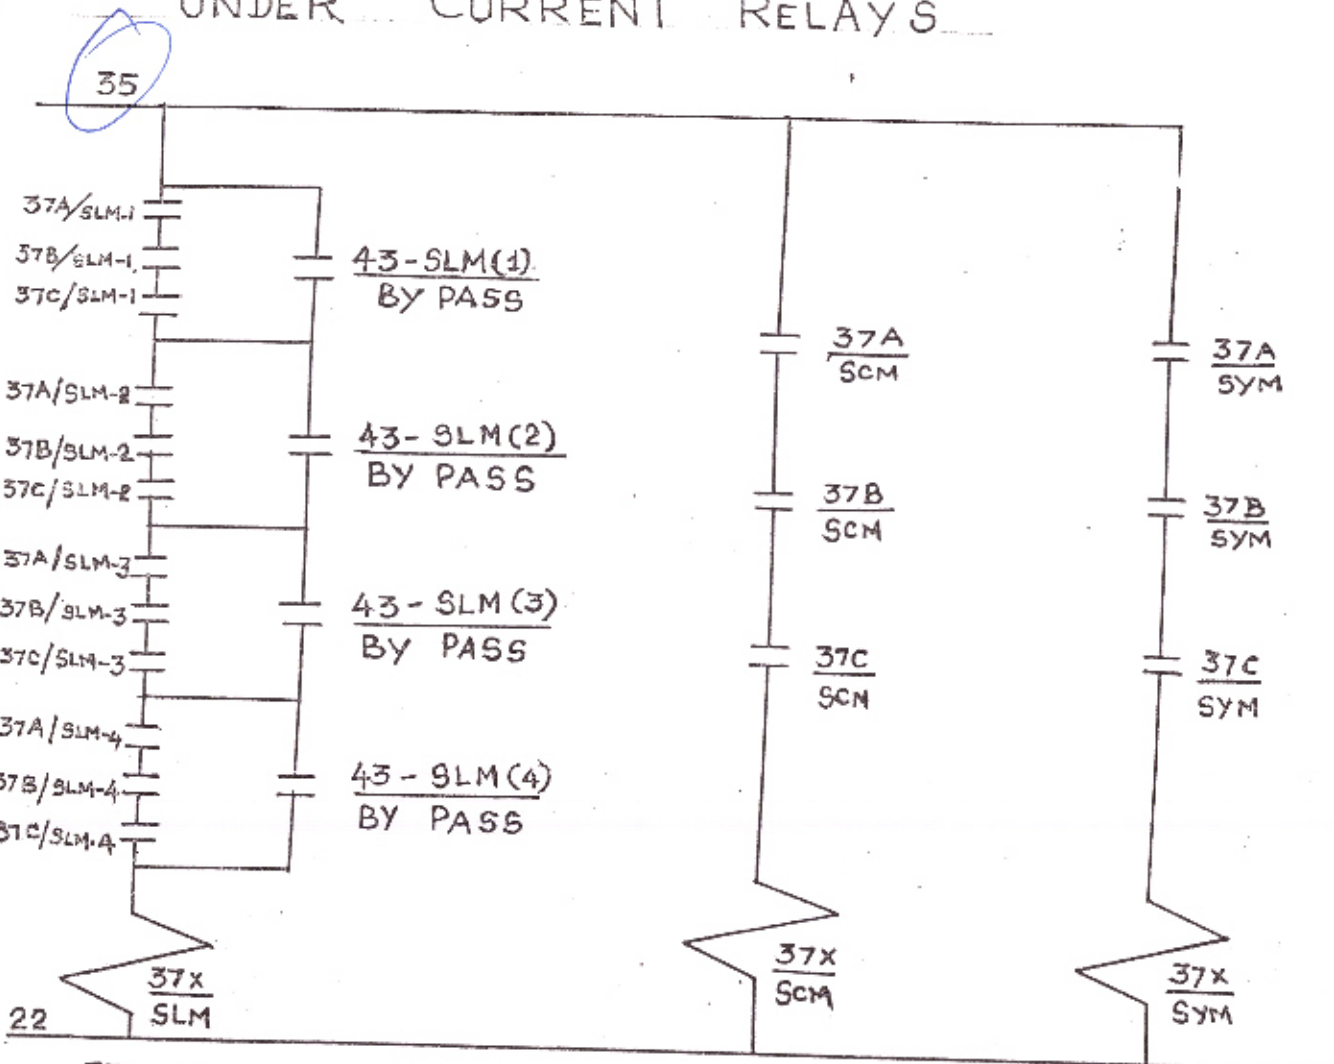 UNDER CURRENT RELAYS
35
37A/SLM-1
37B/SLM-1
37C/SLM-1
43-SLM(1)
BY PASS
37A/SLM-2
37B/SLM-2
37C/SLM-2
43-SLM(2)
BY PASS
37A/SLM-3
37B/SLM-3
37C/SLM-3
43-SLM(3)
BY PASS
37A/SLM-4
37B/SLM-4
37C/SLM-4
43-SLM(4)
BY PASS
37X
SLM
22
37A
SCM
37B
SCM
37C
SCM
37X
SCM
37A
SYM
37B
SYM
37C
SYM
37X
SYM